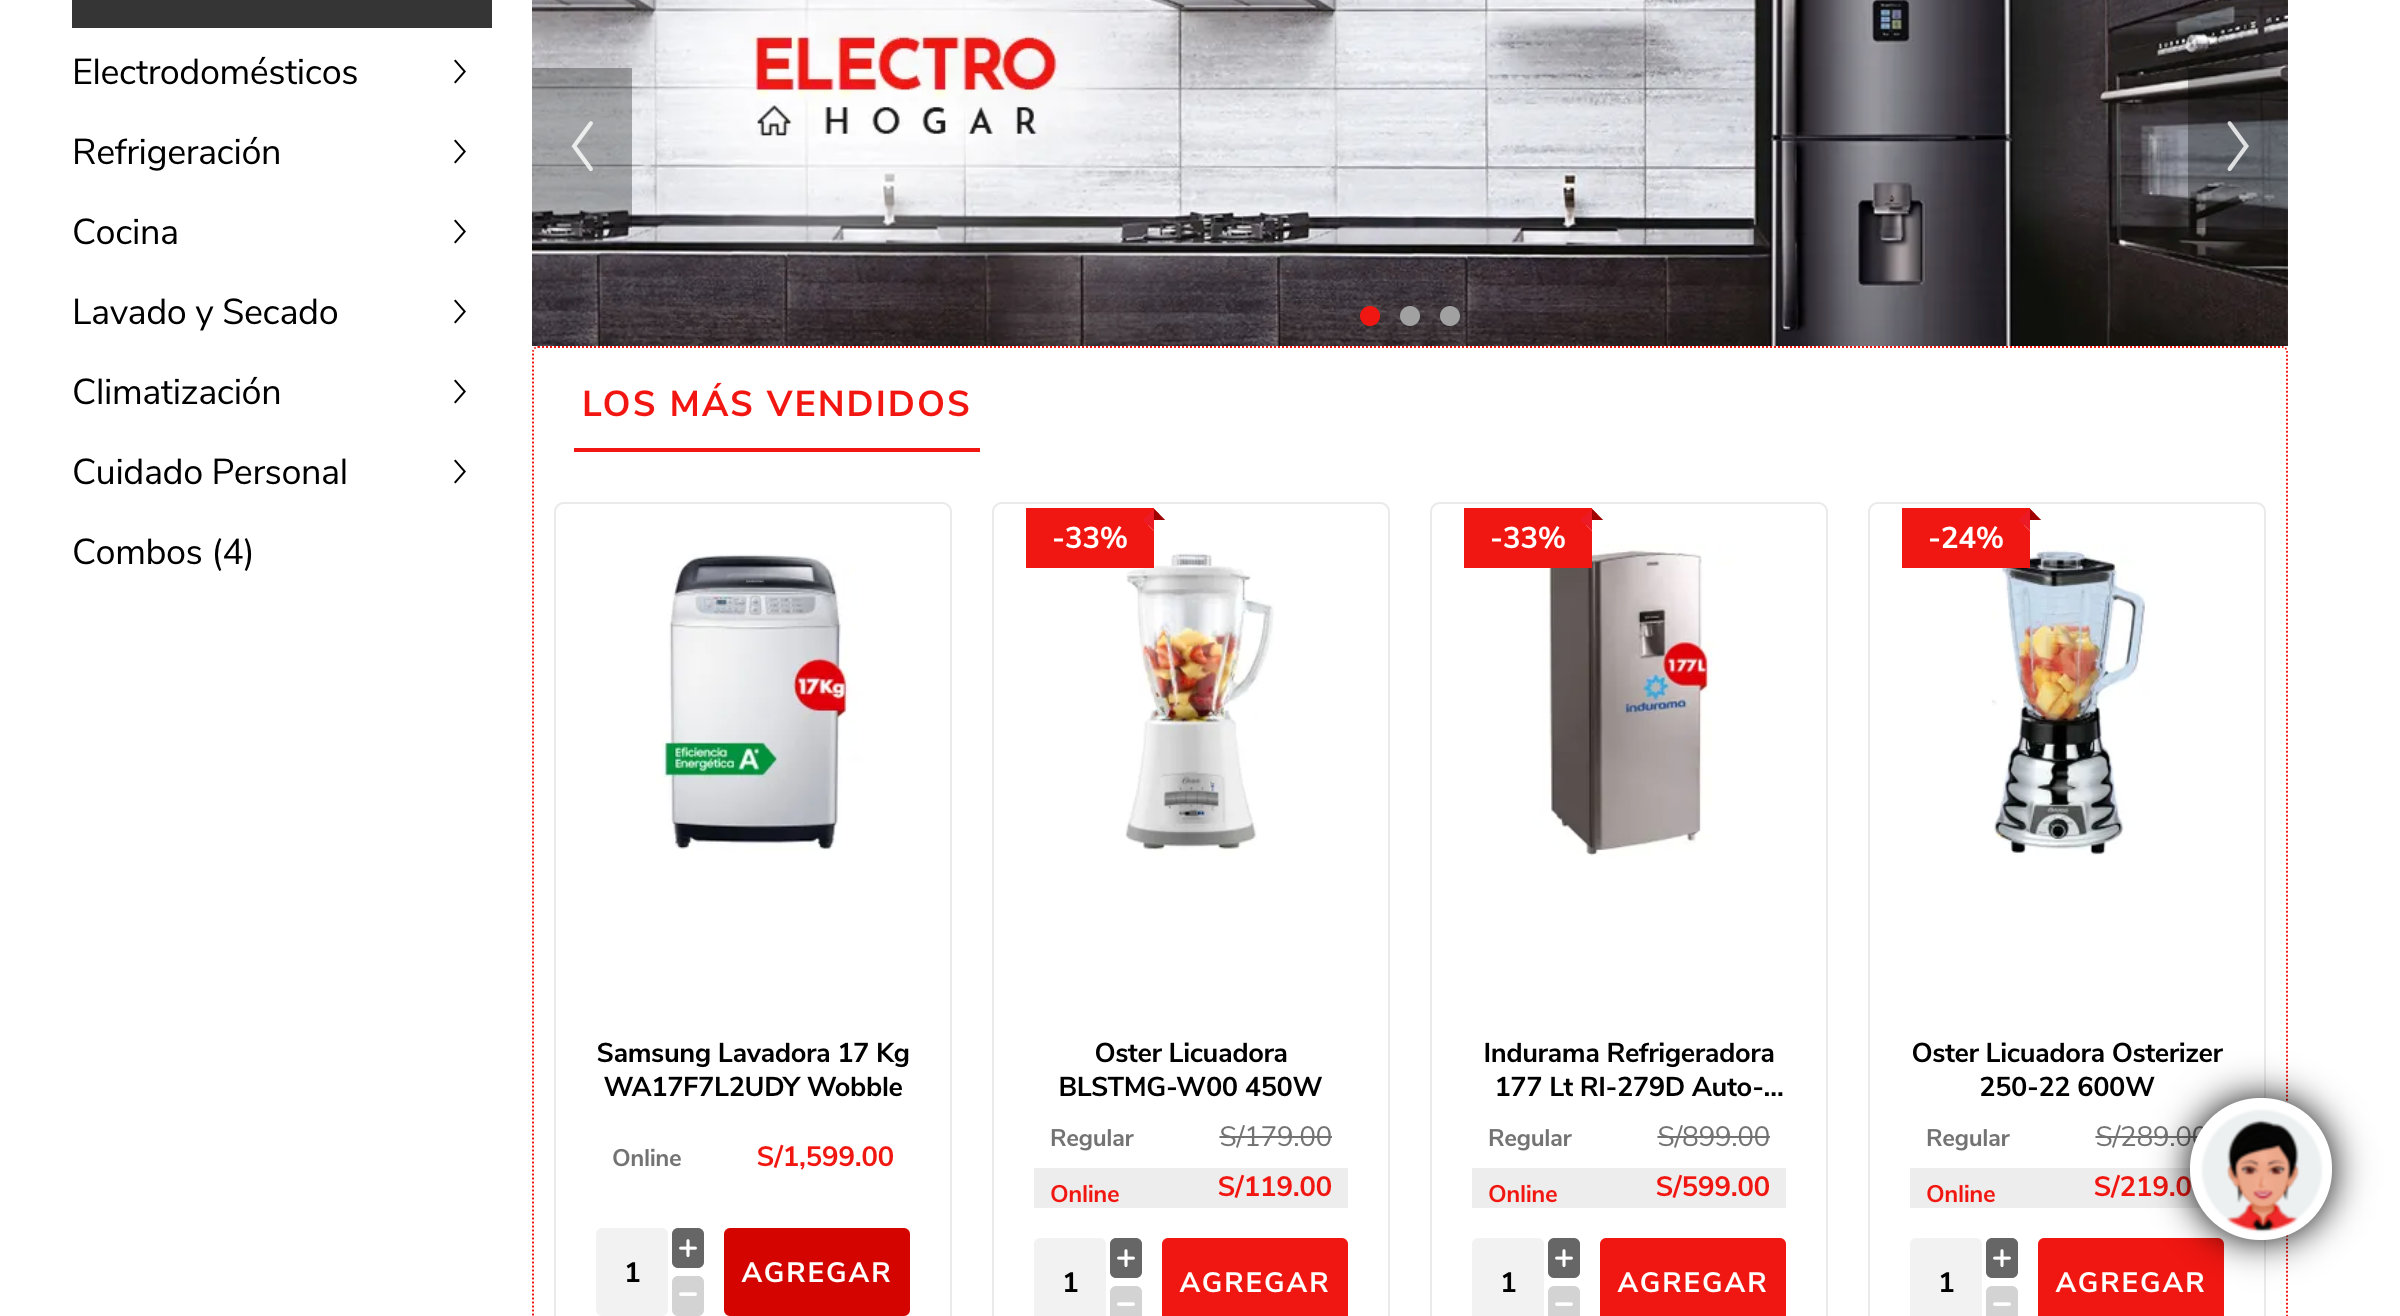 Electrodomésticos
Refrigeración
Cocina
Lavado y Secado
Climatización
Cuidado Personal
Combos (4)
ELECTRO
HOGAR
LOS MÁS VENDIDOS
17Kg
Eficiencia
Energética A+
Samsung Lavadora 17 Kg
WA17F7L2UDY Wobble
Online S/1,599.00
1 + −
AGREGAR
-33%
Oster Licuadora
BLSTMG-W00 450W
Regular S/179.00
Online S/119.00
1 + −
AGREGAR
-33%
177L
indurama
Indurama Refrigeradora
177 Lt RI-279D Auto-...
Regular S/899.00
Online S/599.00
1 + −
AGREGAR
-24%
Oster Licuadora Osterizer
250-22 600W
Regular S/289.0
Online S/219.0
1 + −
AGREGAR